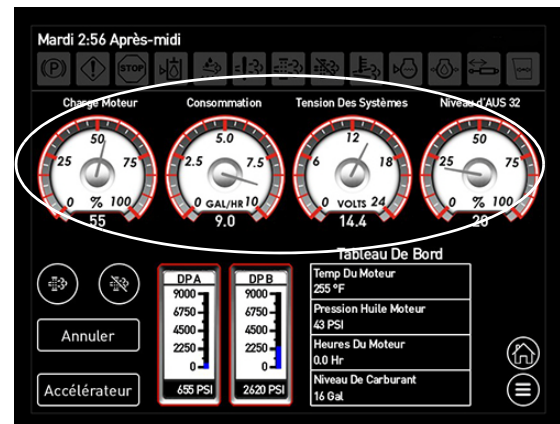 Mardi 2:56 Après-midi
(P) STOP
Charge Moteur Consommation Tension Des Systèmes Niveau d'AUS 32
50 5.0 12 50
25 75 2.5 7.5 6 18 25 75
0 % 100 0 GAL/HR 10 0 VOLTS 24 0 % 100
55 9.0 14.4 20
Tableau De Bord
DP A DP B
9000 9000
6750 6750
4500 4500
2250 2250
0 0
655 PSI 2620 PSI
Temp Du Moteur
255 °F
Pression Huile Moteur
43 PSI
Heures Du Moteur
0.0 Hr
Niveau De Carburant
16 Gal
Annuler
Accélérateur